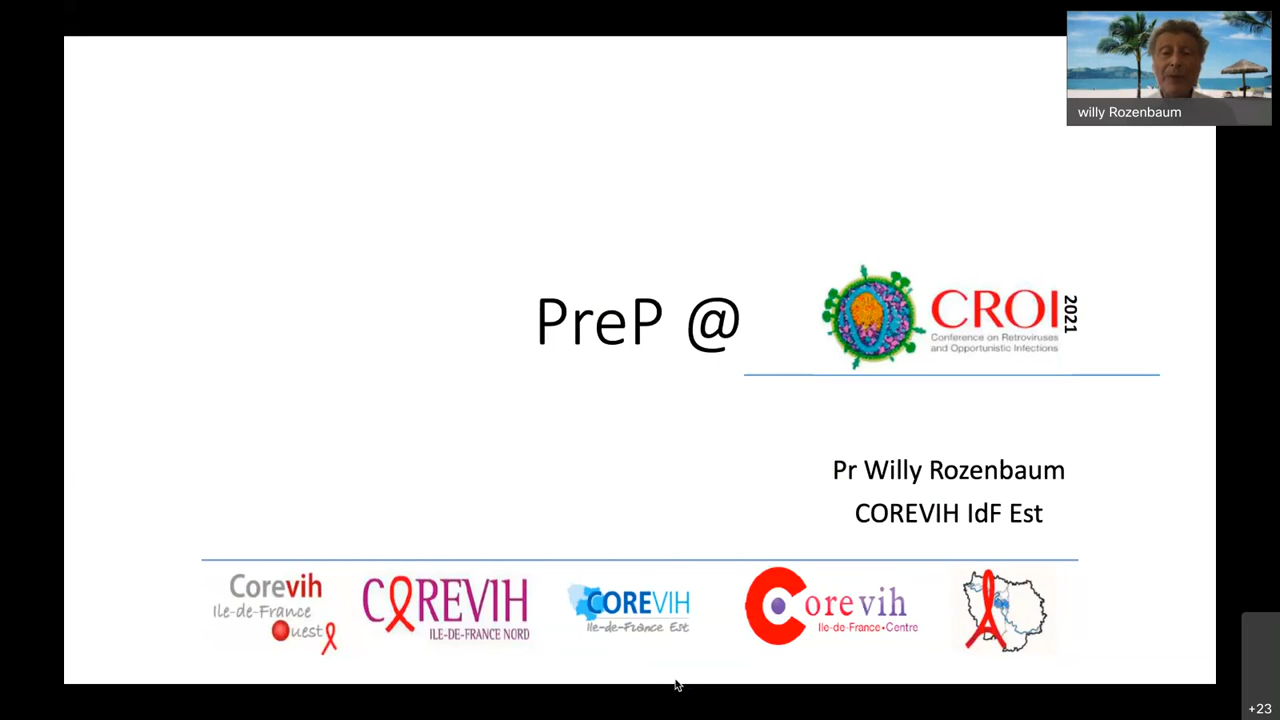 willy Rozenbaum
PreP @
CROI 2021
Conference on Retroviruses
and Opportunistic Infections
Pr Willy Rozenbaum
COREVIH IdF Est
Corevih
Ile-de-France
Ouest
COREVIH
ILE-DE-FRANCE NORD
COREVIH
Ile-de-France Est
Corevih
Ile-de-France•Centre
+23